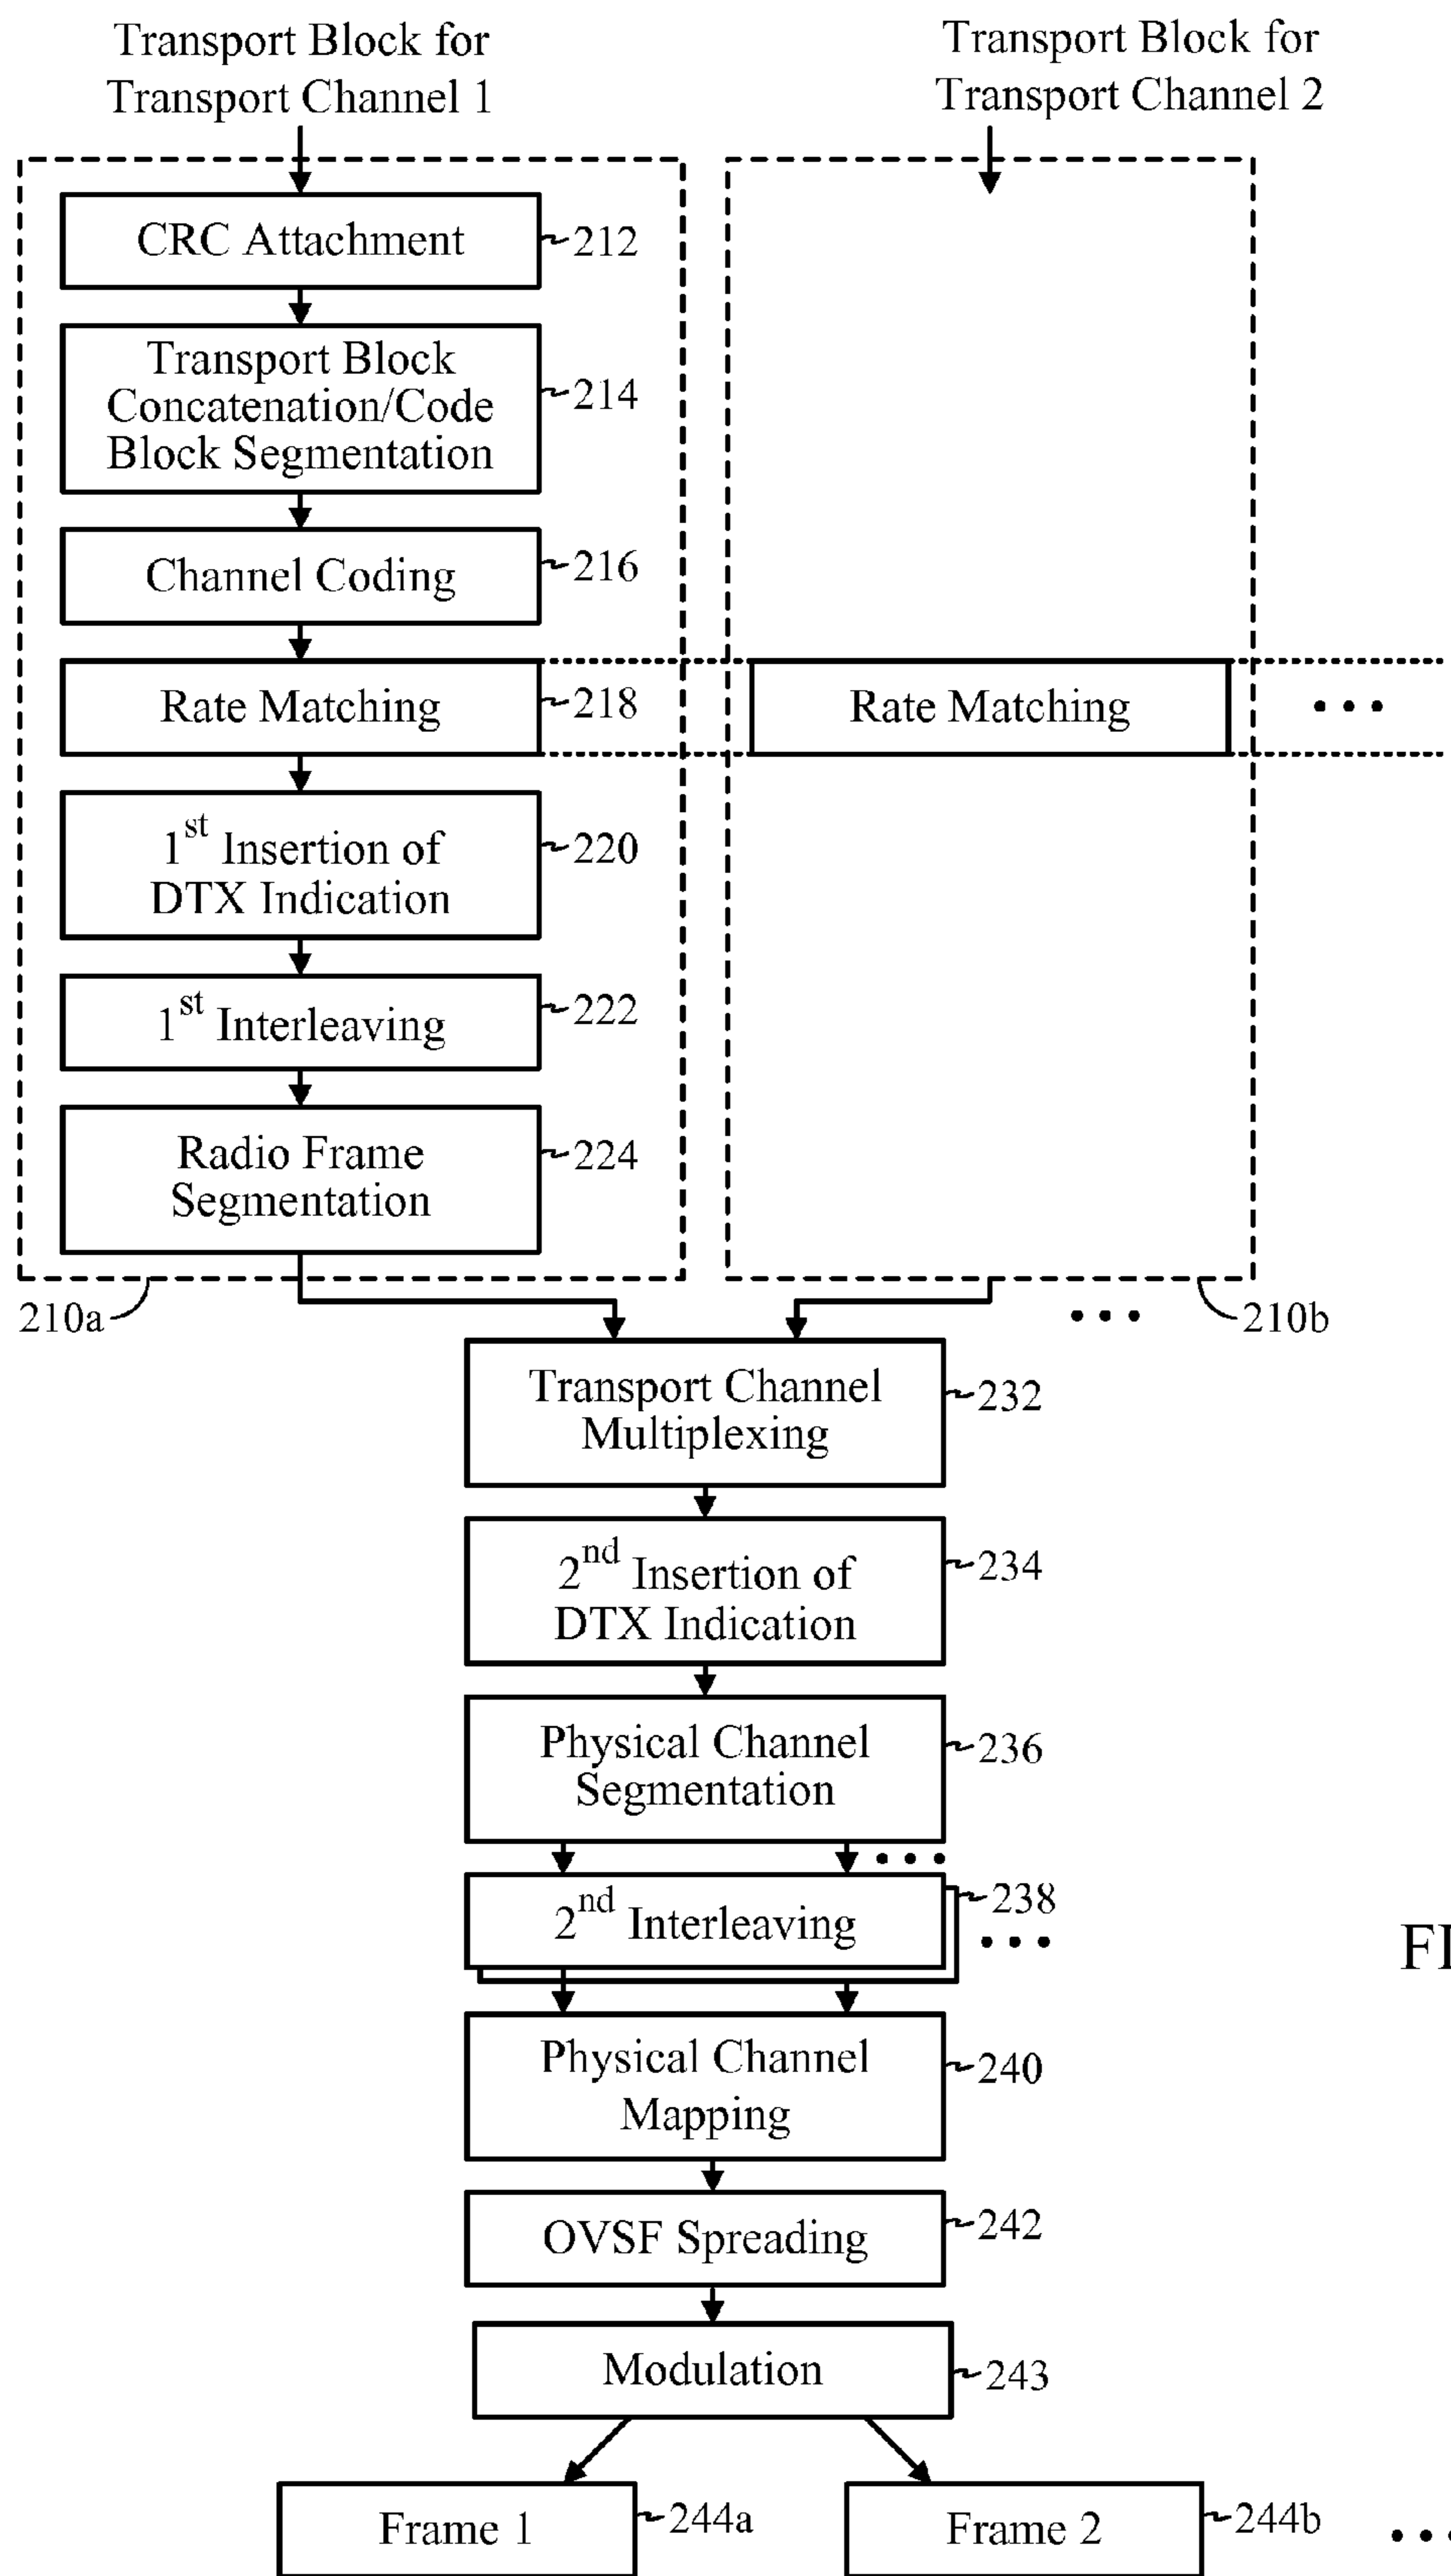 Transport Block for
Transport Channel 1
Transport Block for
Transport Channel 2
CRC Attachment
212
Transport Block
Concatenation/Code
Block Segmentation
214
Channel Coding
216
Rate Matching
218
Rate Matching
1st Insertion of
DTX Indication
220
1st Interleaving
222
Radio Frame
Segmentation
224
210a
210b
Transport Channel
Multiplexing
232
2nd Insertion of
DTX Indication
234
Physical Channel
Segmentation
236
2nd Interleaving
238
Physical Channel
Mapping
240
OVSF Spreading
242
Modulation
243
Frame 1
244a
Frame 2
244b